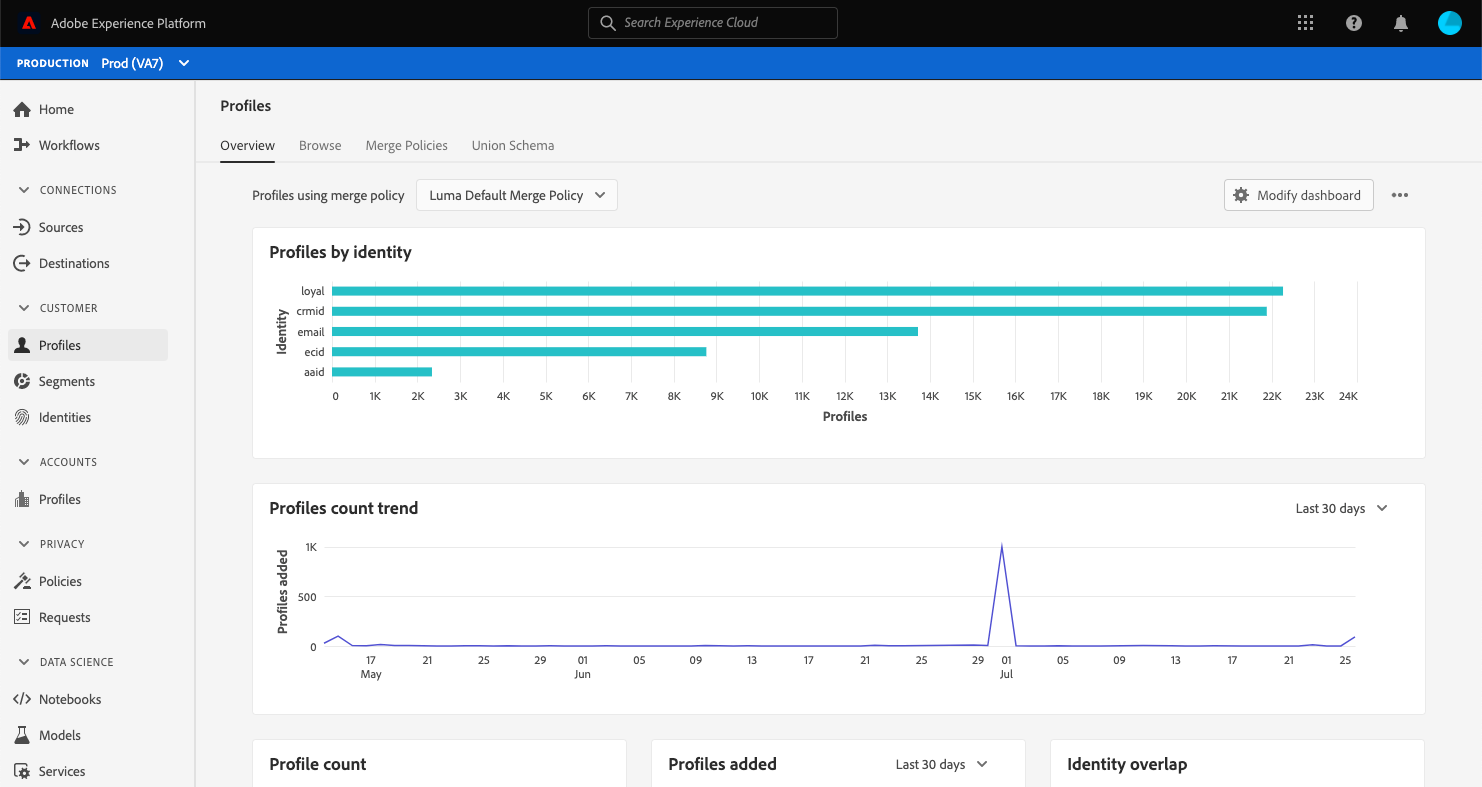 Adobe Experience Platform
Search Experience Cloud
PRODUCTION Prod (VA7)
Home
Workflows
CONNECTIONS
Sources
Destinations
CUSTOMER
Profiles
Segments
Identities
ACCOUNTS
Profiles
PRIVACY
Policies
Requests
DATA SCIENCE
Notebooks
Models
Services
Profiles
Overview Browse Merge Policies Union Schema
Profiles using merge policy Luma Default Merge Policy Modify dashboard
Profiles by identity
Identity
loyal
crmid
email
ecid
aaid
0 1K 2K 3K 4K 5K 6K 7K 8K 9K 10K 11K 12K 13K 14K 15K 16K 17K 18K 19K 20K 21K 22K 23K 24K
Profiles
Profiles count trend Last 30 days
Profiles added
1K
500
0
17 21 25 29 01 05 09 13 17 21 25 29 01 05 09 13 17 21 25
May Jun Jul
Profile count
Profiles added Last 30 days
Identity overlap